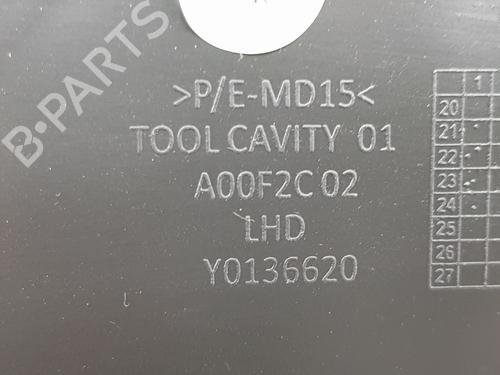 B-PARTS
>P/E-MD15<
TOOL CAVITY 01
A00F2C 02
LHD
Y0136620
1
20
21
22
23
24
25
26
27